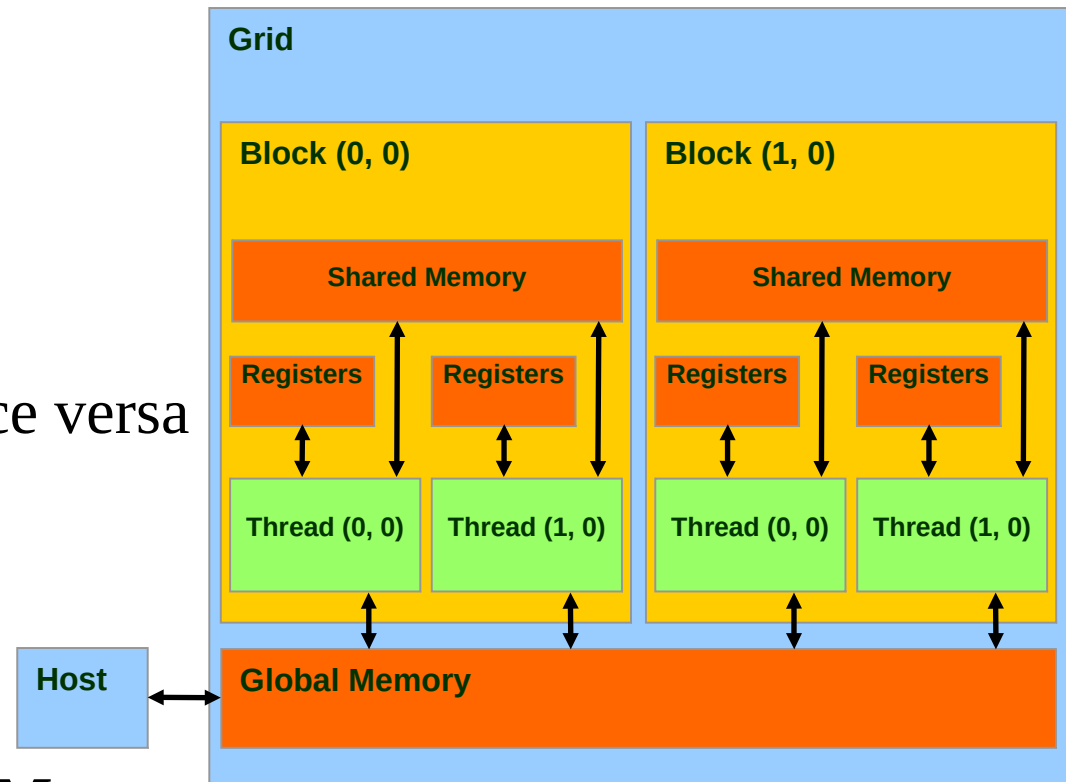 Grid
Block (0, 0)
Block (1, 0)
Shared Memory
Shared Memory
Registers
Registers
Registers
Registers
ce versa
Thread (0, 0)
Thread (1, 0)
Thread (0, 0)
Thread (1, 0)
Host
Global Memory